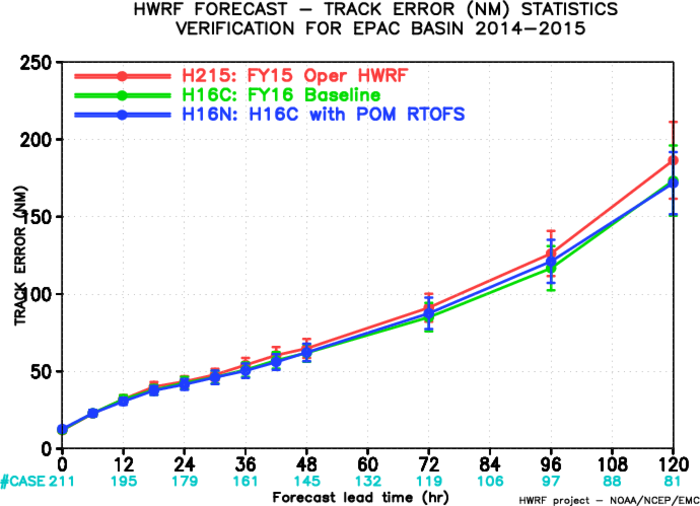 HWRF FORECAST − TRACK ERROR (NM) STATISTICS
VERIFICATION FOR EPAC BASIN 2014−2015
H215: FY15 Oper HWRF
H16C: FY16 Baseline
H16N: H16C with POM RTOFS
TRACK ERROR (NM)
250
200
150
100
50
0
0 12 24 36 48 60 72 84 96 108 120
#CASE 211 195 179 161 145 132 119 106 97 88 81
Forecast lead time (hr)
HWRF project − NOAA/NCEP/EMC